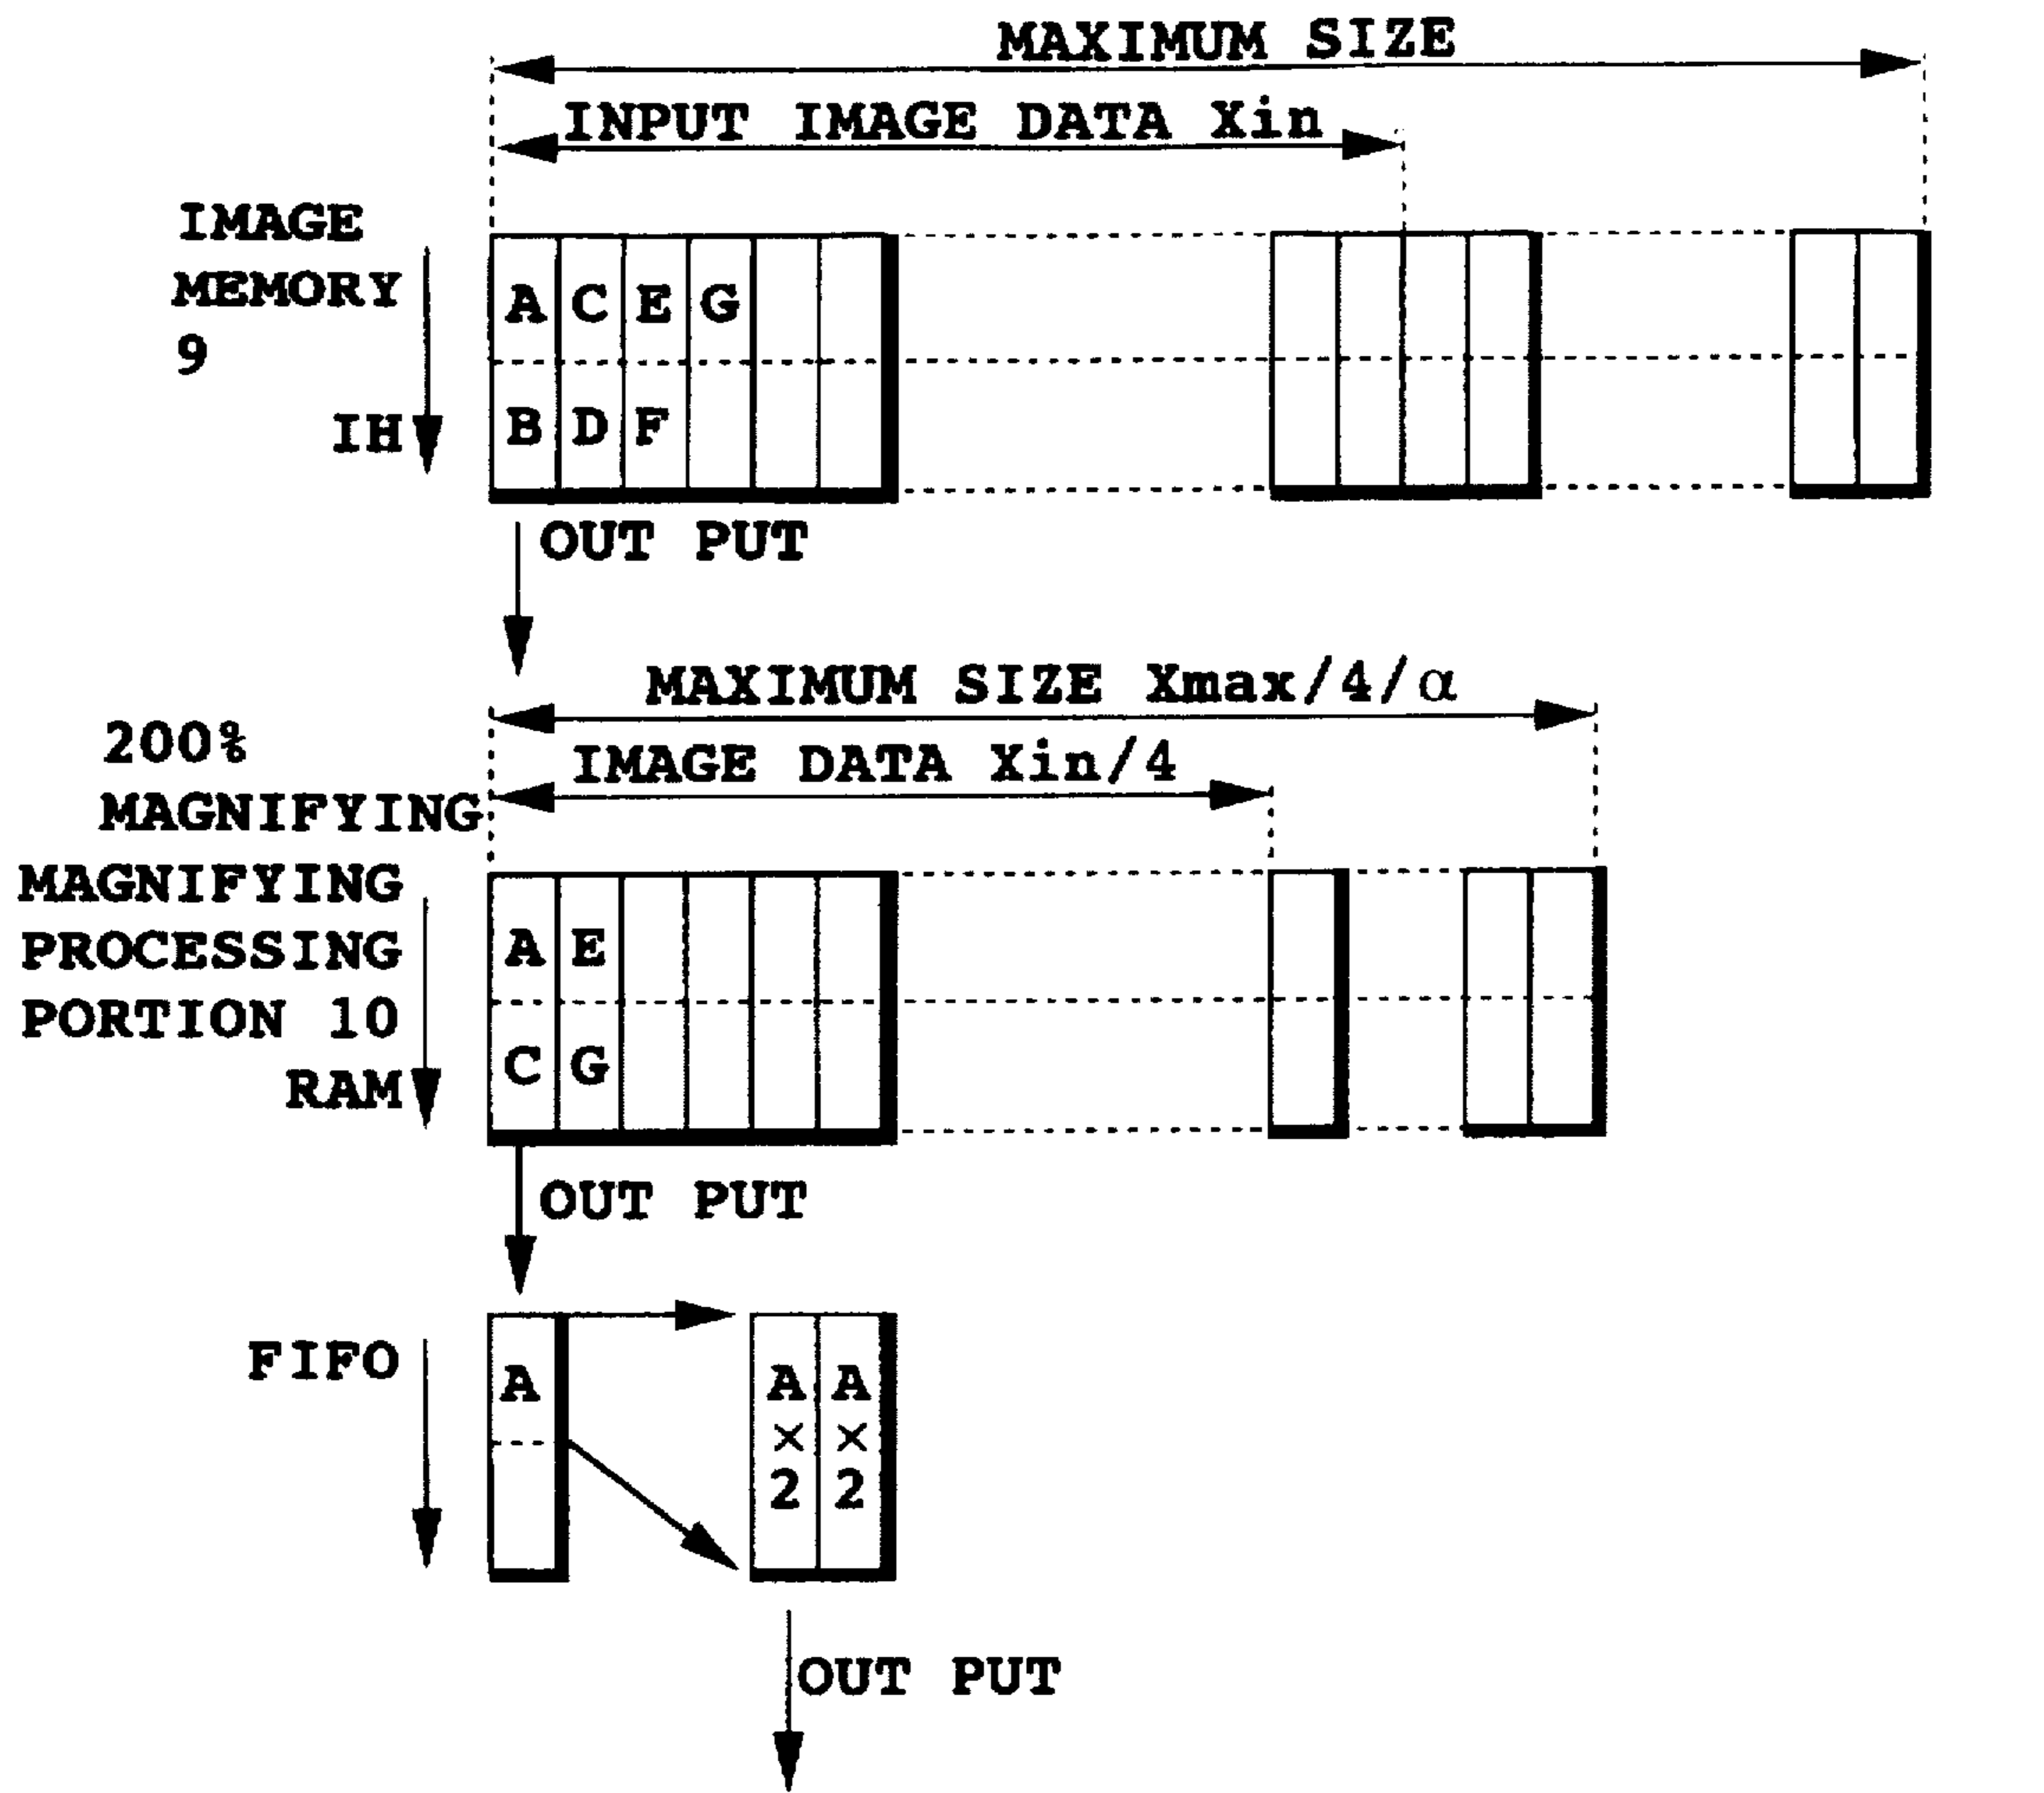 MAXIMUM SIZE
INPUT IMAGE DATA Xin
IMAGE
MEMORY
9
IH
A C E G
B D F
OUT PUT
MAXIMUM SIZE Xmax/4/α
IMAGE DATA Xin/4
200%
MAGNIFYING
MAGNIFYING
PROCESSING
PORTION 10
RAM
A E
C G
OUT PUT
FIFO
A
A A
× ×
2 2
OUT PUT